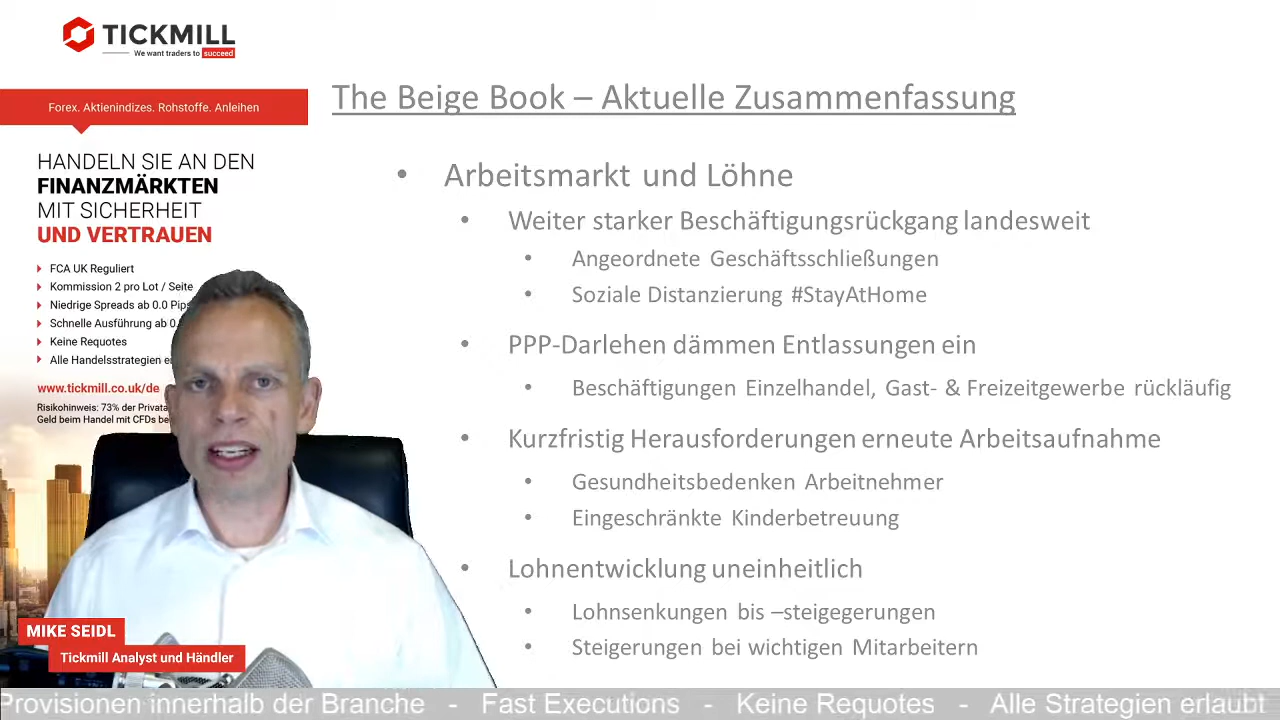 TICKMILL
We want traders to succeed
Forex. Aktienindizes. Rohstoffe. Anleihen
HANDELN SIE AN DEN
FINANZMÄRKTEN
MIT SICHERHEIT
UND VERTRAUEN
FCA UK Reguliert
Kommission 2 pro Lot / Seite
Niedrige Spreads ab 0.0 Pips
Schnelle Ausführung ab 0.
Keine Requotes
Alle Handelsstrategien
www.tickmill.co.uk/de
Risikohinweis: 73% der
Geld beim Handel mit CFDs
The Beige Book – Aktuelle Zusammenfassung
• Arbeitsmarkt und Löhne
• Weiter starker Beschäftigungsrückgang landesweit
• Angeordnete Geschäftsschließungen
• Soziale Distanzierung #StayAtHome
• PPP-Darlehen dämmen Entlassungen ein
• Beschäftigungen Einzelhandel, Gast- & Freizeitgewerbe rückläufig
• Kurzfristig Herausforderungen erneute Arbeitsaufnahme
• Gesundheitsbedenken Arbeitnehmer
• Eingeschränkte Kinderbetreuung
• Lohnentwicklung uneinheitlich
• Lohnsenkungen bis –steigegerungen
• Steigerungen bei wichtigen Mitarbeitern
MIKE SEIDL
Tickmill Analyst und Händler
Provisionen innerhalb der Branche - Fast Executions - Keine Requotes - Alle Strategien erlaubt